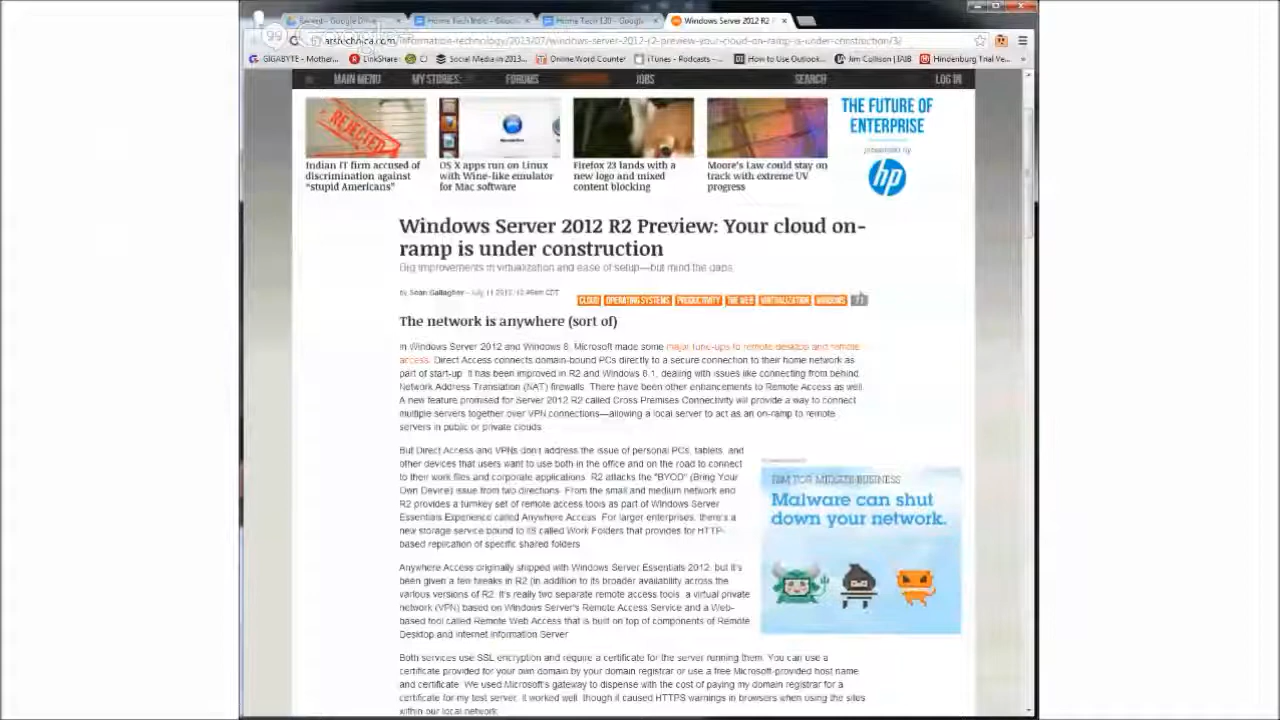 Home Tech
Home Tech 130 - Google
Windows Server 2012 R2
arstechnica.com/information-technology/2013/07/windows-server-2012-r2-preview-your-cloud-on-ramp-is-under-construction/3/
GIGABYTE - Mother...
LinkShare
CJ
Social Media in 2013...
Online Word Counter
iTunes - Podcasts -...
How to Use Outlook...
Jim Collison | IAIB
Hindenburg Trial Ve...
MAIN MENU
MY STORIES:
FORUMS
JOBS
SEARCH
LOG IN
REJECTED
Indian IT firm accused of
discrimination against
"stupid Americans"
OS X apps run on Linux
with Wine-like emulator
for Mac software
Firefox 23 lands with a
new logo and mixed
content blocking
Moore's Law could stay on
track with extreme UV
progress
THE FUTURE OF
ENTERPRISE
presented by
hp
Windows Server 2012 R2 Preview: Your cloud on-
ramp is under construction
Big improvements in virtualization and ease of setup—but mind the gaps.
by Sean Gallagher - July 11 2013,
CLOUD OPERATING SYSTEMS PRODUCTIVITY THE WEB VIRTUALIZATION WINDOWS
The network is anywhere (sort of)
In Windows Server 2012 and Windows 8, Microsoft made some major tune-ups to remote desktop and remote
access. Direct Access connects domain-bound PCs directly to a secure connection to their home network as
part of start-up. It has been improved in R2 and Windows 8.1, dealing with issues like connecting from behind
Network Address Translation (NAT) firewalls. There have been other enhancements to Remote Access as well.
A new feature promised for Server 2012 R2 called Cross Premises Connectivity will provide a way to connect
multiple servers together over VPN connections—allowing a local server to act as an on-ramp to remote
servers in public or private clouds.
But Direct Access and VPNs don't address the issue of personal PCs, tablets, and
other devices that users want to use both in the office and on the road to connect
to their work files and corporate applications. R2 attacks the "BYOD" (Bring Your
Own Device) issue from two directions. From the small and medium network end
R2 provides a turnkey set of remote access tools as part of Windows Server
Essentials Experience called Anywhere Access. For larger enterprises, there's a
new storage service bound to IIS called Work Folders that provides for HTTP-
based replication of specific shared folders.
IBM FOR MIDSIZE BUSINESS
Malware can shut
down your network.
Anywhere Access originally shipped with Windows Server Essentials 2012, but it's
been given a few tweaks in R2 (in addition to its broader availability across the
various versions of R2. It's really two separate remote access tools: a virtual private
network (VPN) based on Windows Server's Remote Access Service and a Web-
based tool called Remote Web Access that is built on top of components of Remote
Desktop and Internet Information Server.
Both services use SSL encryption and require a certificate for the server running them. You can use a
certificate provided for your own domain by your domain registrar or use a free Microsoft-provided host name
and certificate. We used Microsoft's gateway to dispense with the cost of paying my domain registrar for a
certificate for my test server. It worked well, though it caused HTTPS warnings in browsers when using the sites
within our local network.